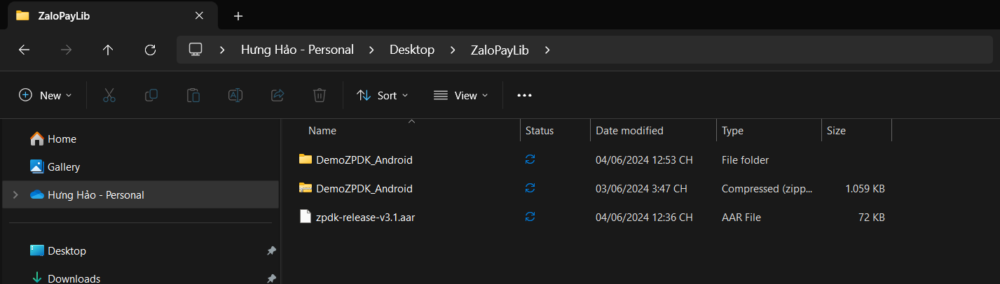 ZaloPayLib
Hưng Hảo - Personal Desktop ZaloPayLib
New Sort View
Name Status Date modified Type Size
Home
Gallery
Hưng Hảo - Personal
Desktop
Downloads
DemoZPDK_Android 04/06/2024 12:53 CH File folder
DemoZPDK_Android 03/06/2024 3:47 CH Compressed (zipp... 1.059 KB
zpdk-release-v3.1.aar 04/06/2024 12:36 CH AAR File 72 KB